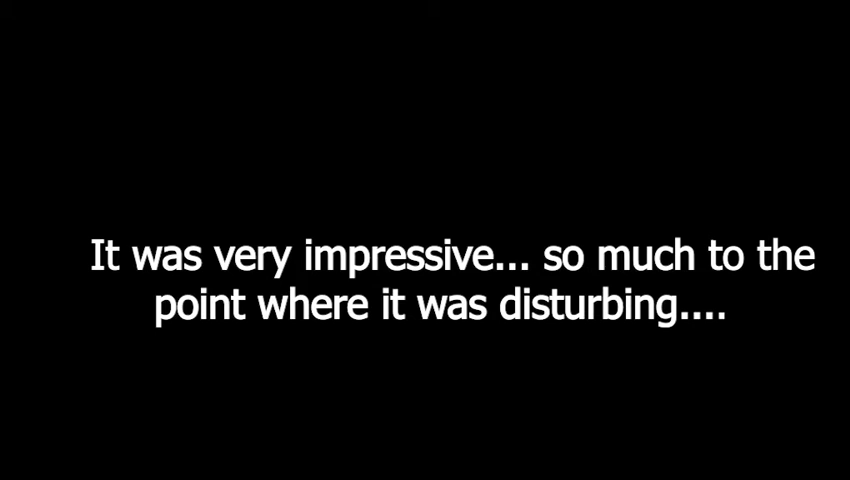 It was very impressive... so much to the
point where it was disturbing....